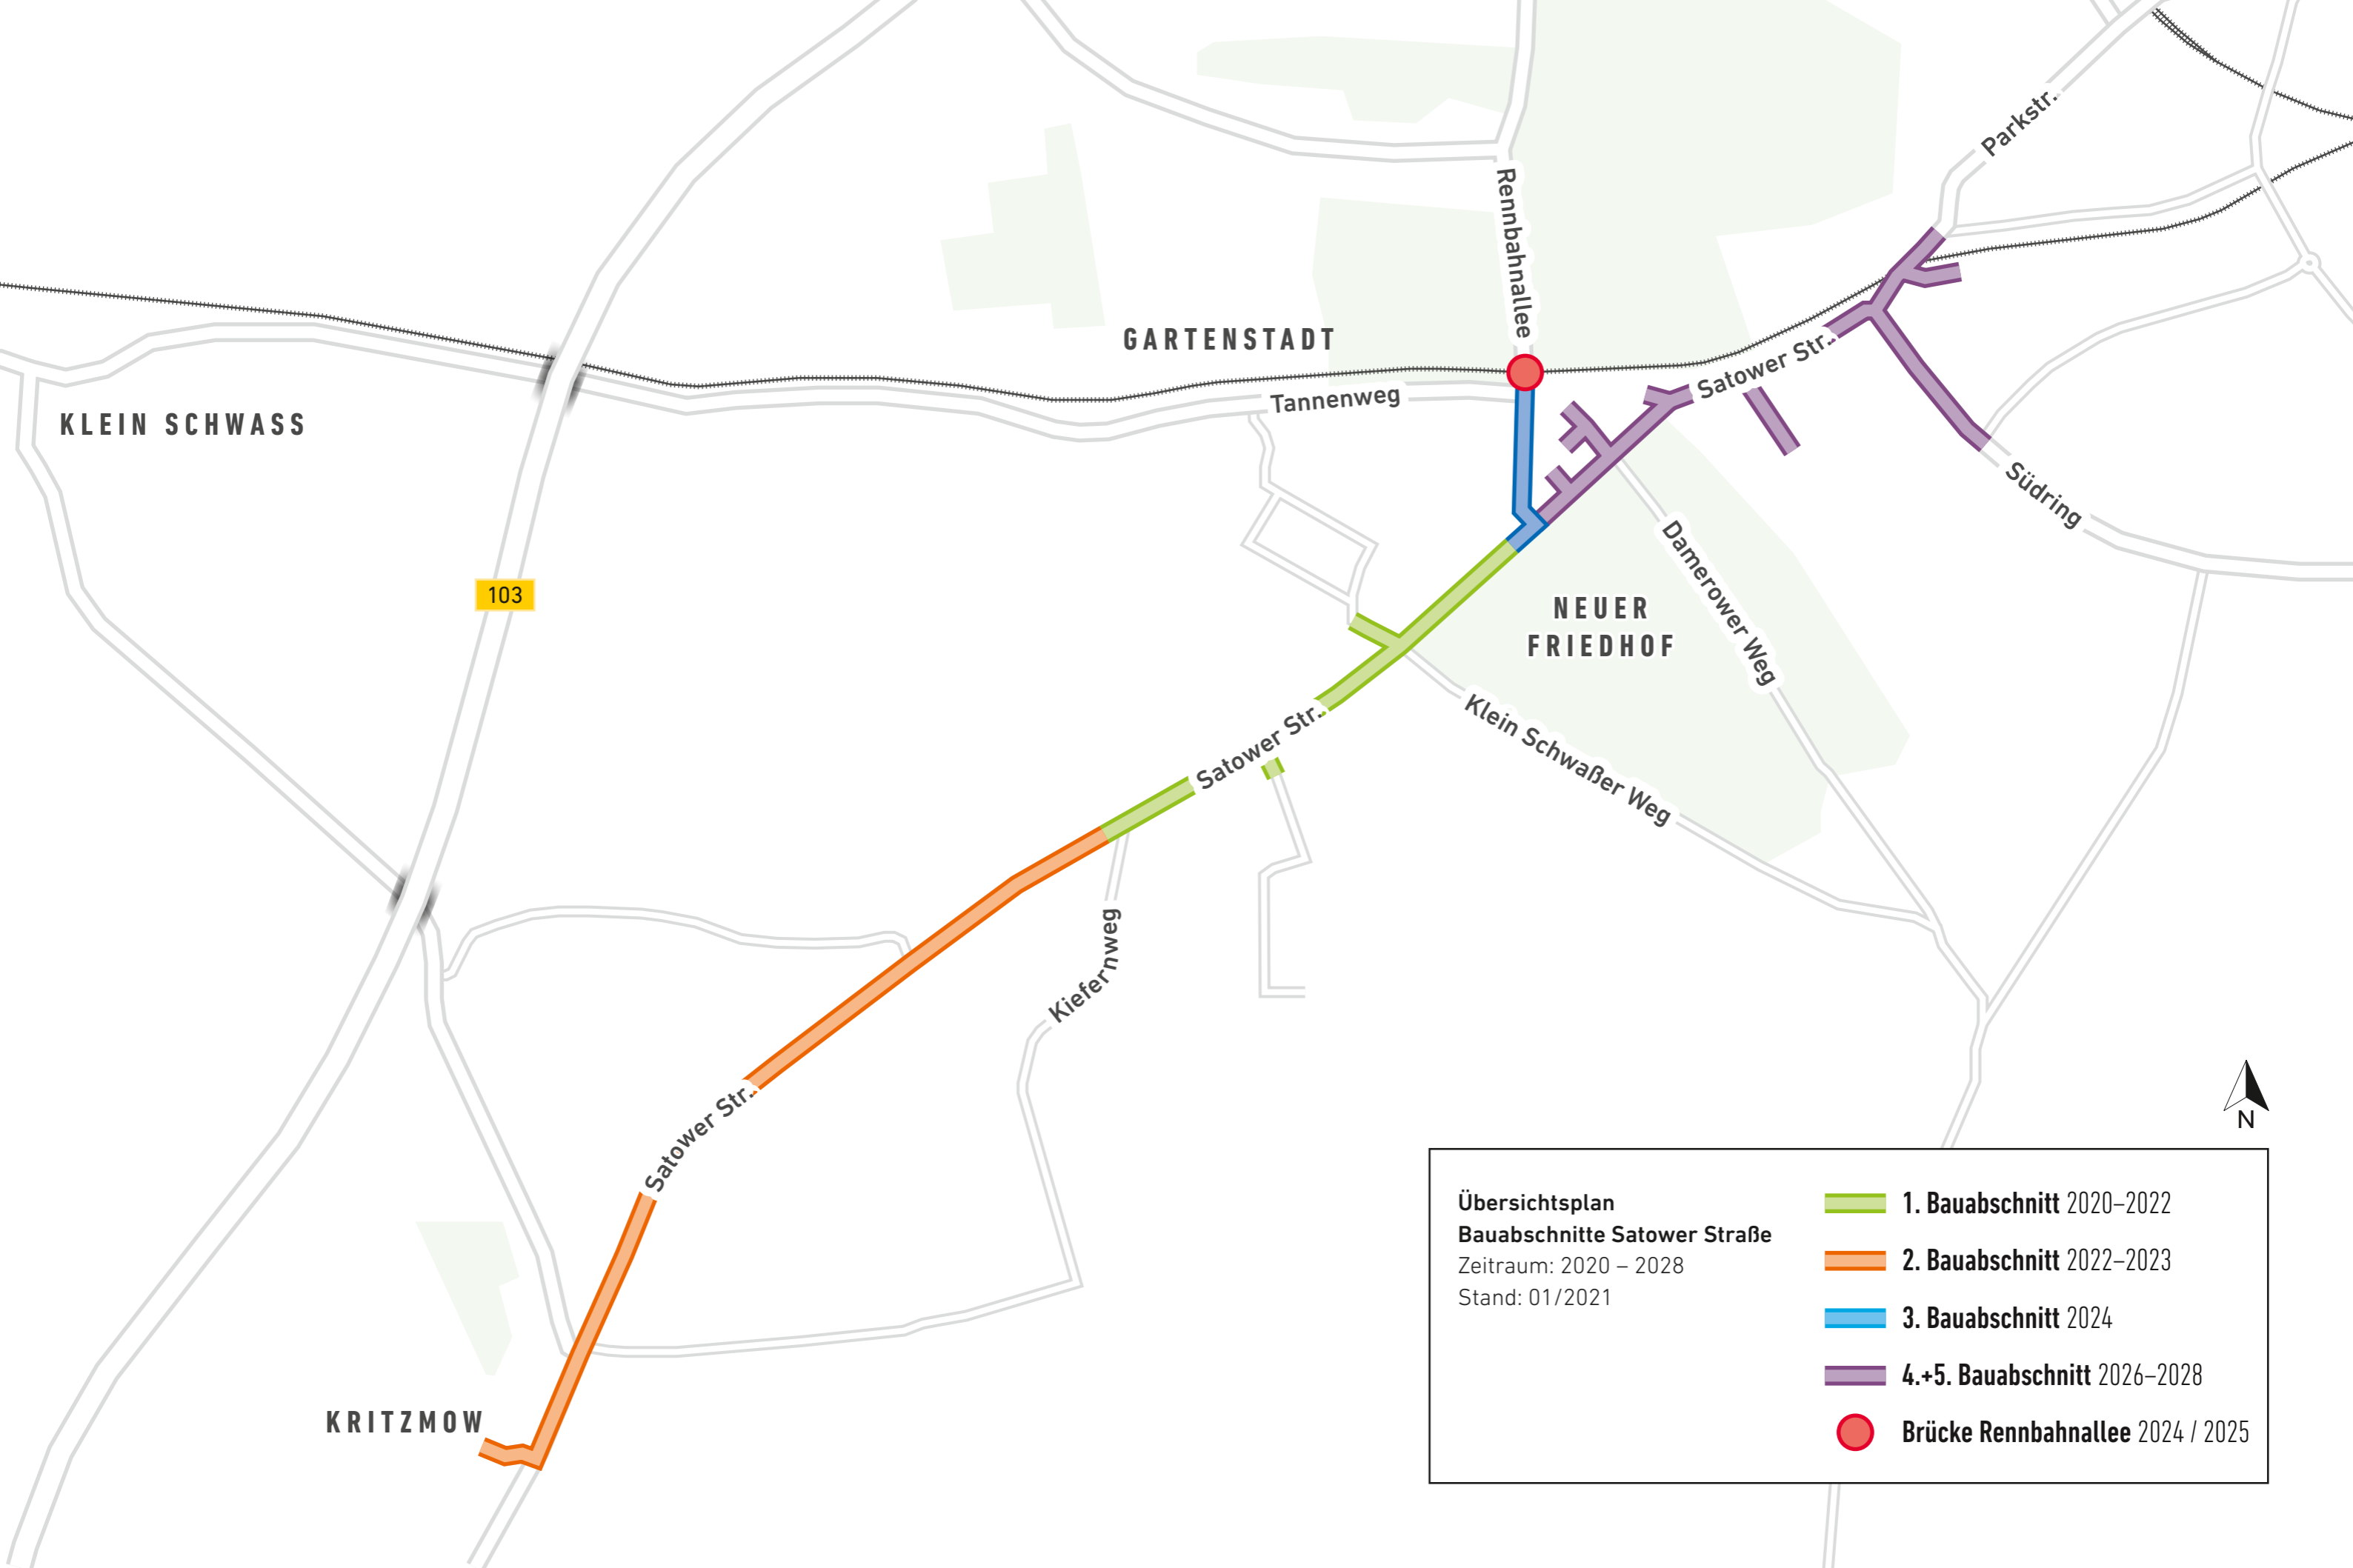 Parkstr.
Rennbahnallee
GARTENSTADT
Satower Str.
Tannenweg
KLEIN SCHWASS
Südring
103
Damerower Weg
NEUER
FRIEDHOF
Klein Schwaßer Weg
Satower Str.
Kiefernweg
Satower Str.
KRITZMOW
N
Übersichtsplan
Bauabschnitte Satower Straße
Zeitraum: 2020 – 2028
Stand: 01/2021
1. Bauabschnitt 2020–2022
2. Bauabschnitt 2022–2023
3. Bauabschnitt 2024
4.+5. Bauabschnitt 2026–2028
Brücke Rennbahnallee 2024 / 2025